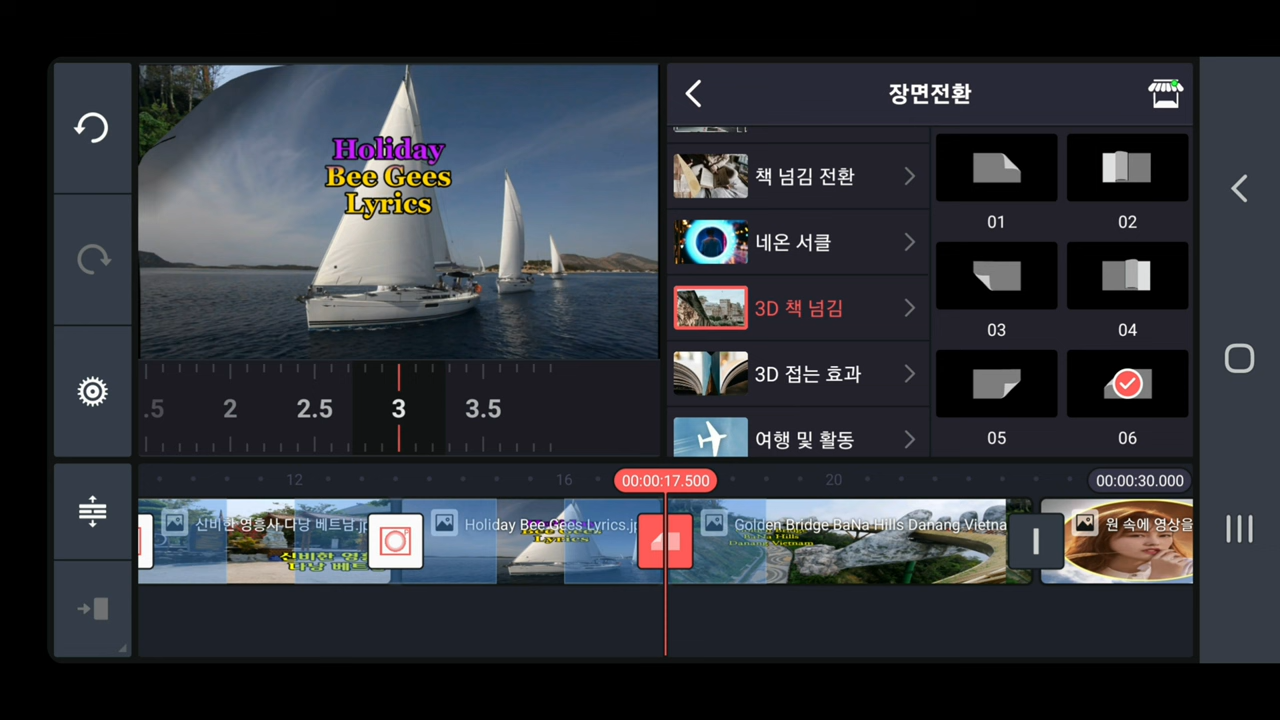 Holiday
Bee Gees
Lyrics
.5
2
2.5
3
3.5
장면전환
책 넘김 전환
네온 서클
3D 책 넘김
3D 접는 효과
여행 및 활동
01
02
03
04
05
06
12
16
00:00:17.500
20
00:00:30.000
신비한 영흥사.다낭 베트남.j
Holiday Bee Gees Lyrics.j
Golden Bridge BaNa Hills Danang Vietna
원 속에 영상을
Lyrics
Danang Vietnam